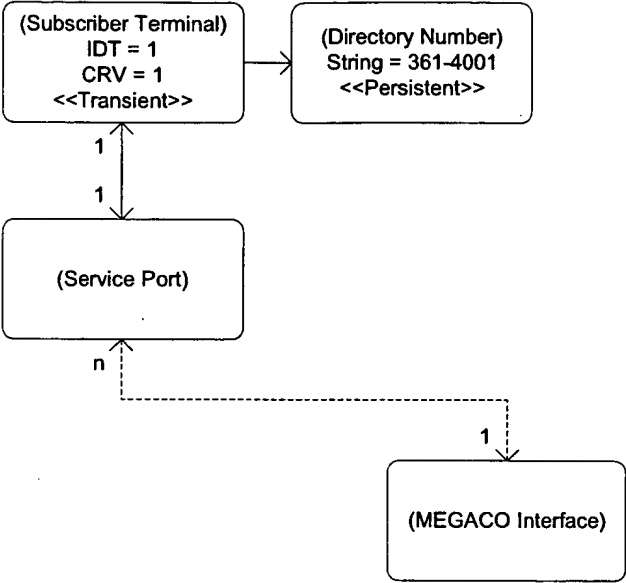 (Subscriber Terminal)
IDT = 1
CRV = 1
<<Transient>>
(Directory Number)
String = 361-4001
<<Persistent>>
1
1
(Service Port)
n
1
(MEGACO Interface)